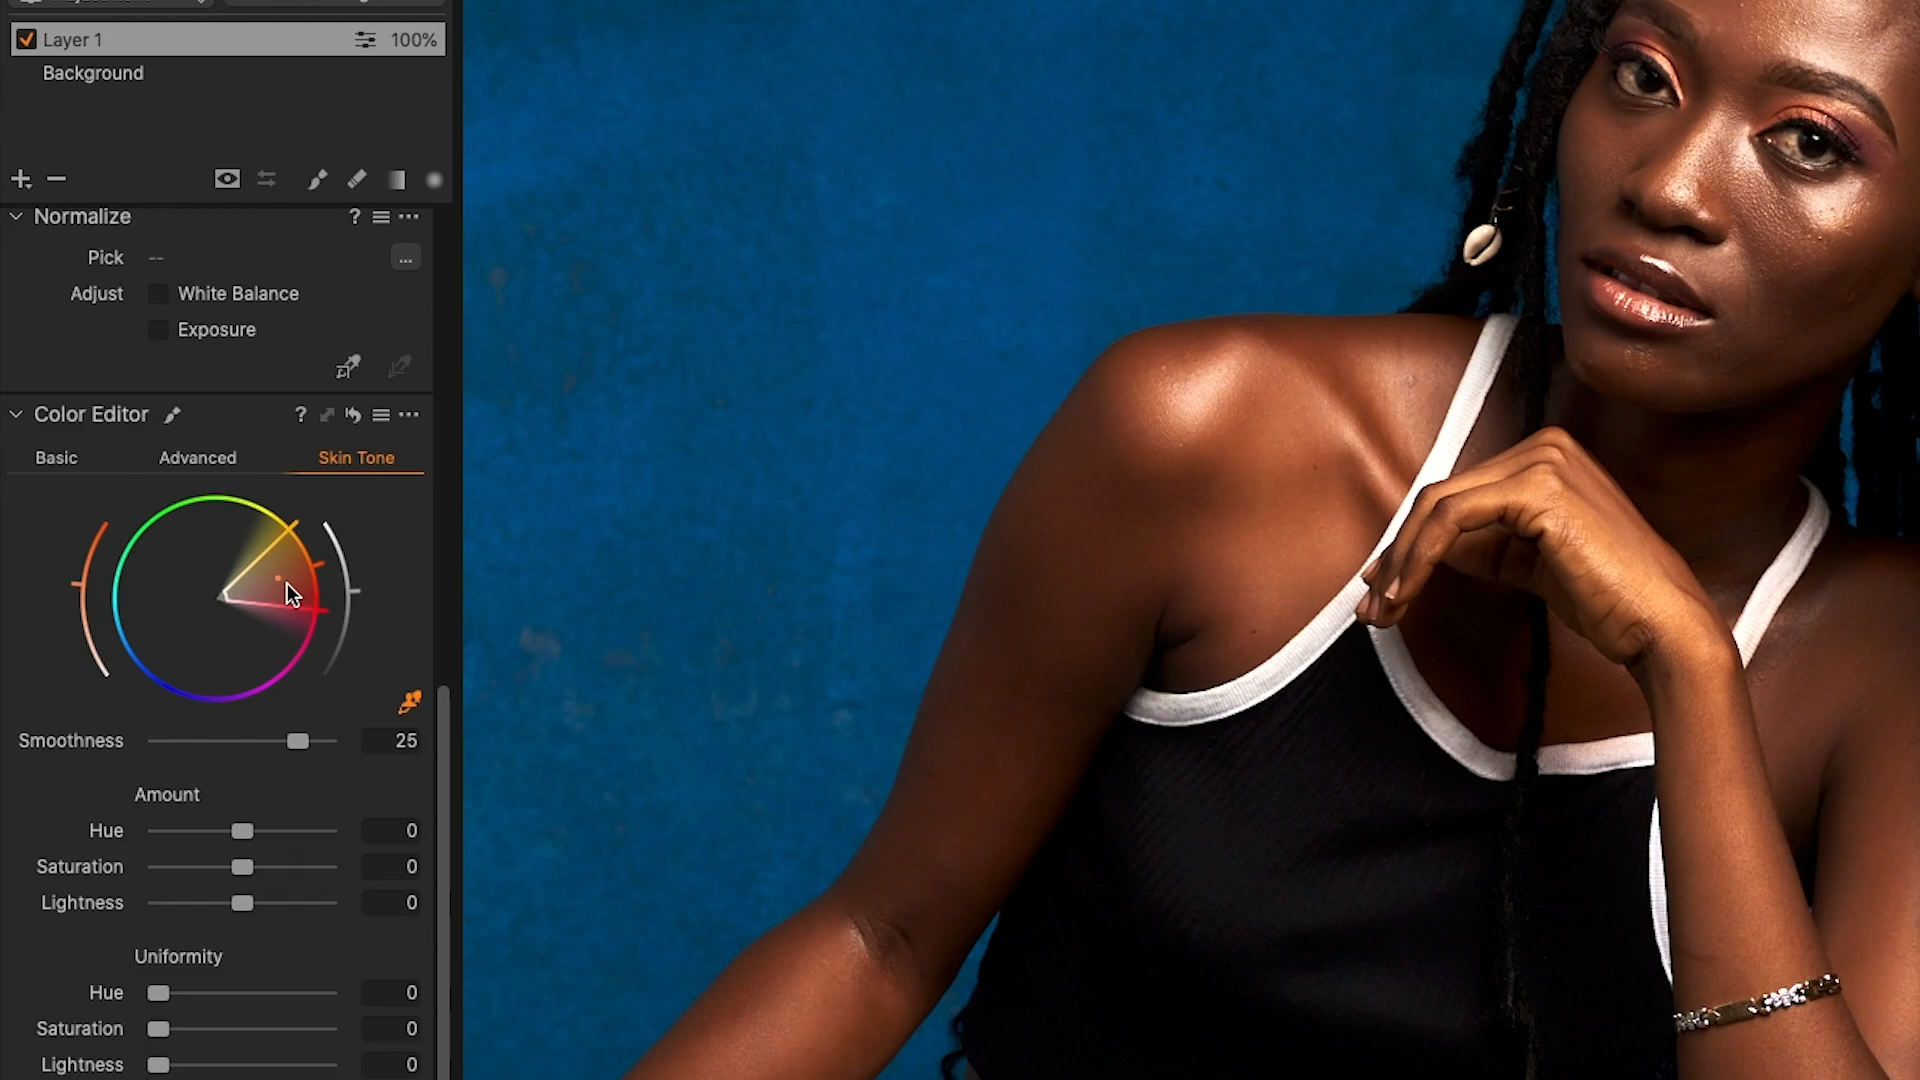 Layer 1 100%
Background
Normalize ?
Pick --
Adjust White Balance
Exposure
Color Editor ?
Basic Advanced Skin Tone
Smoothness 25
Amount
Hue 0
Saturation 0
Lightness 0
Uniformity
Hue 0
Saturation 0
Lightness 0